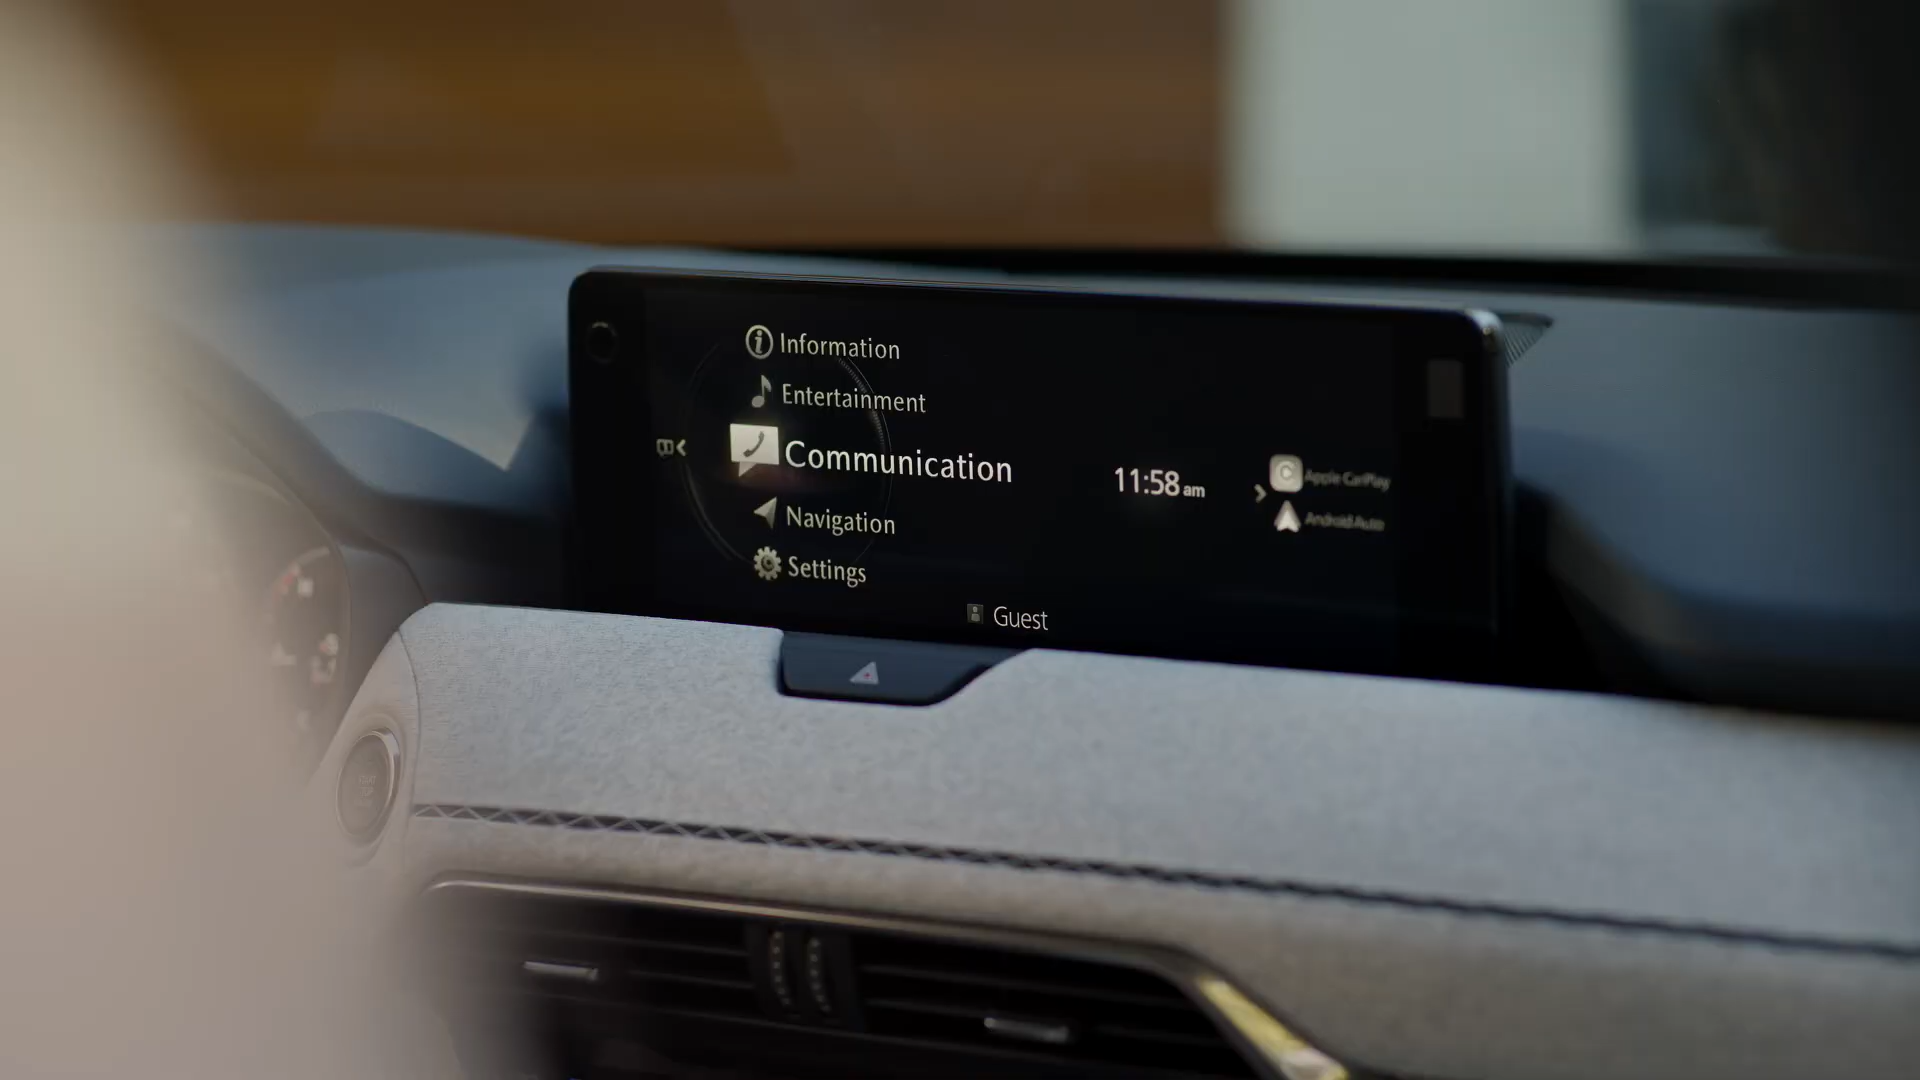 Information
Entertainment
Communication
Navigation
Settings
11:58 am
Apple CarPlay
Android Auto
Guest